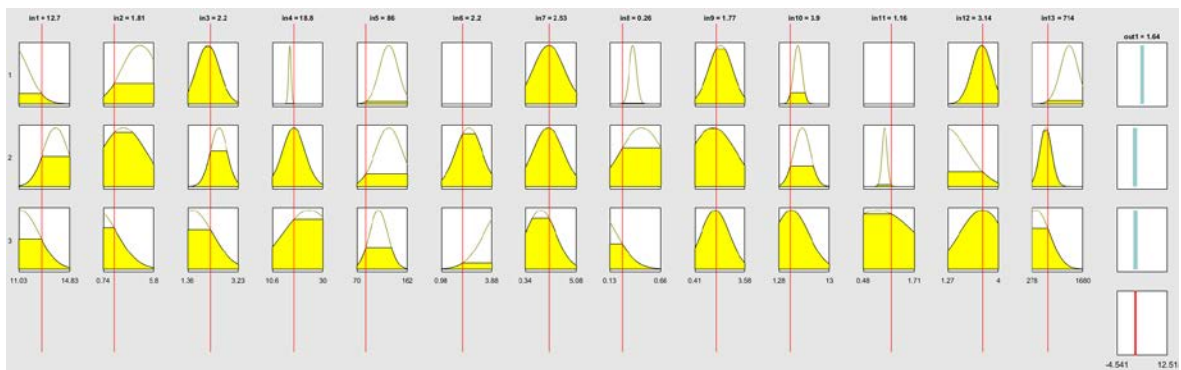 in1 = 12.7 in2 = 1.81 in3 = 2.2 in4 = 18.8 in5 = 86 in6 = 2.2 in7 = 2.53 in8 = 0.26 in9 = 1.77 in10 = 3.9 in11 = 1.16 in12 = 3.14 in13 = 714
out1 = 1.64
1
2
3
11.03 14.83 0.74 5.8 1.36 3.23 10.6 30 70 162 0.98 3.88 0.34 5.08 0.13 0.66 0.41 3.58 1.28 13 0.48 1.71 1.27 4 278 1680
-4.541 12.51